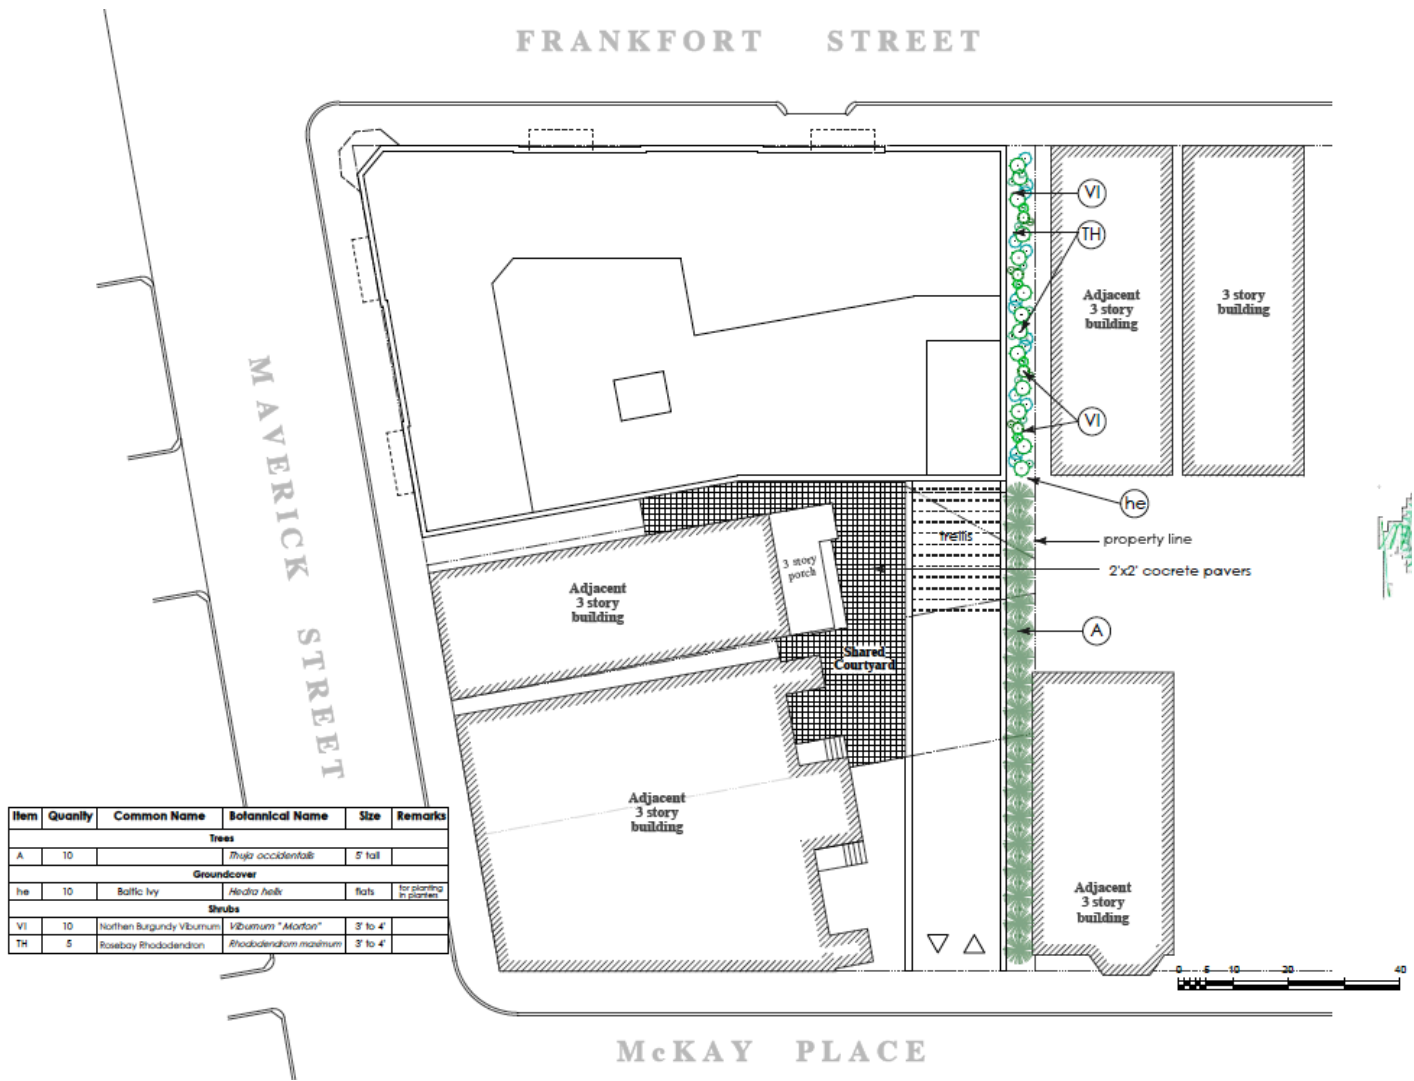 FRANKFORT STREET
MAVERICK STREET
VI
TH
Adjacent
3 story
building
3 story
building
VI
he
trellis
property line
3 story
porch
2'x2' cocrete pavers
Adjacent
3 story
building
A
Shared
Courtyard
Adjacent
3 story
building
Adjacent
3 story
building
Item Quanity Common Name Botannical Name Size Remarks
Trees
A 10 Thuja occidentalis 5' tall
Groundcover
he 10 Baltic Ivy Hedra helix flats for planting
in planters
Shrubs
VI 10 Northen Burgundy Viburnum Viburnum "Morton" 3' to 4'
TH 5 Rosebay Rhododendron Rhododendrom maximum 3' to 4'
0 5 10 20 40
McKAY PLACE